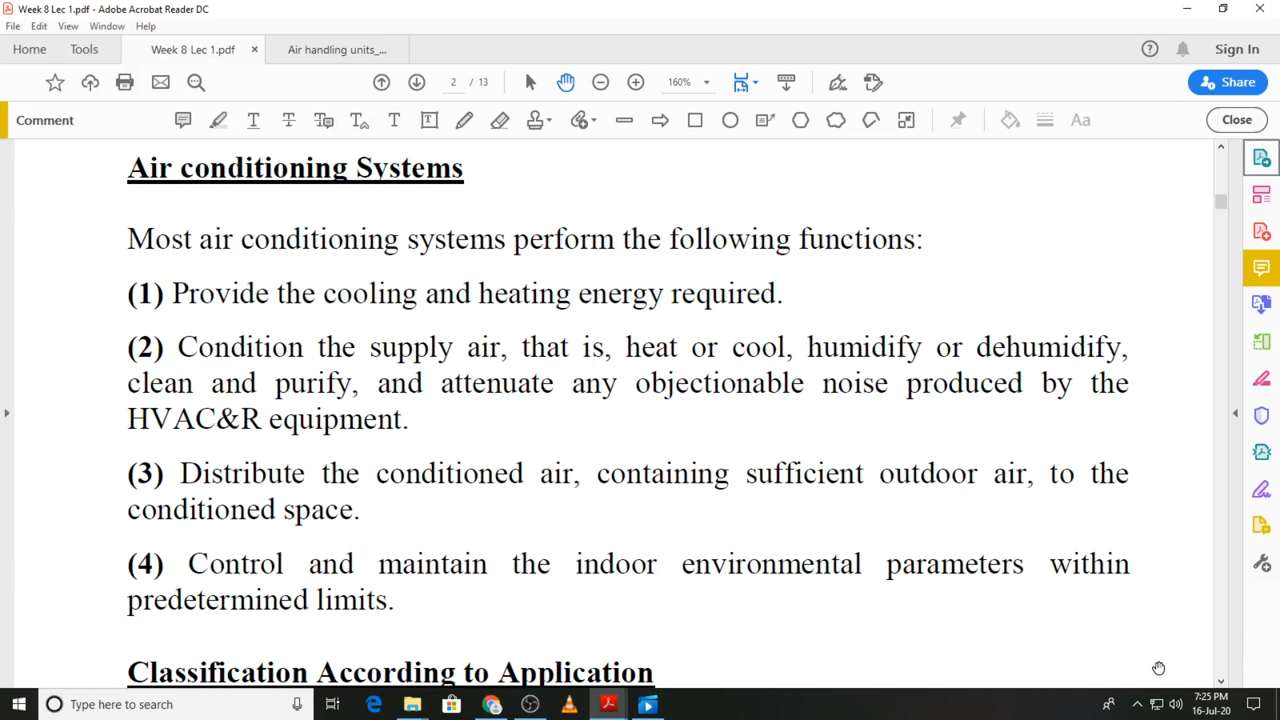 Week 8 Lec 1.pdf - Adobe Acrobat Reader DC
File Edit View Window Help
Home Tools Week 8 Lec 1.pdf × Air handling units_... Sign In
2 / 13 160% Share
Comment Aa Close
Air conditioning Systems
Most air conditioning systems perform the following functions:
(1) Provide the cooling and heating energy required.
(2) Condition the supply air, that is, heat or cool, humidify or dehumidify,
clean and purify, and attenuate any objectionable noise produced by the
HVAC&R equipment.
(3) Distribute the conditioned air, containing sufficient outdoor air, to the
conditioned space.
(4) Control and maintain the indoor environmental parameters within
predetermined limits.
Classification According to Application
Type here to search
7:25 PM
16-Jul-20